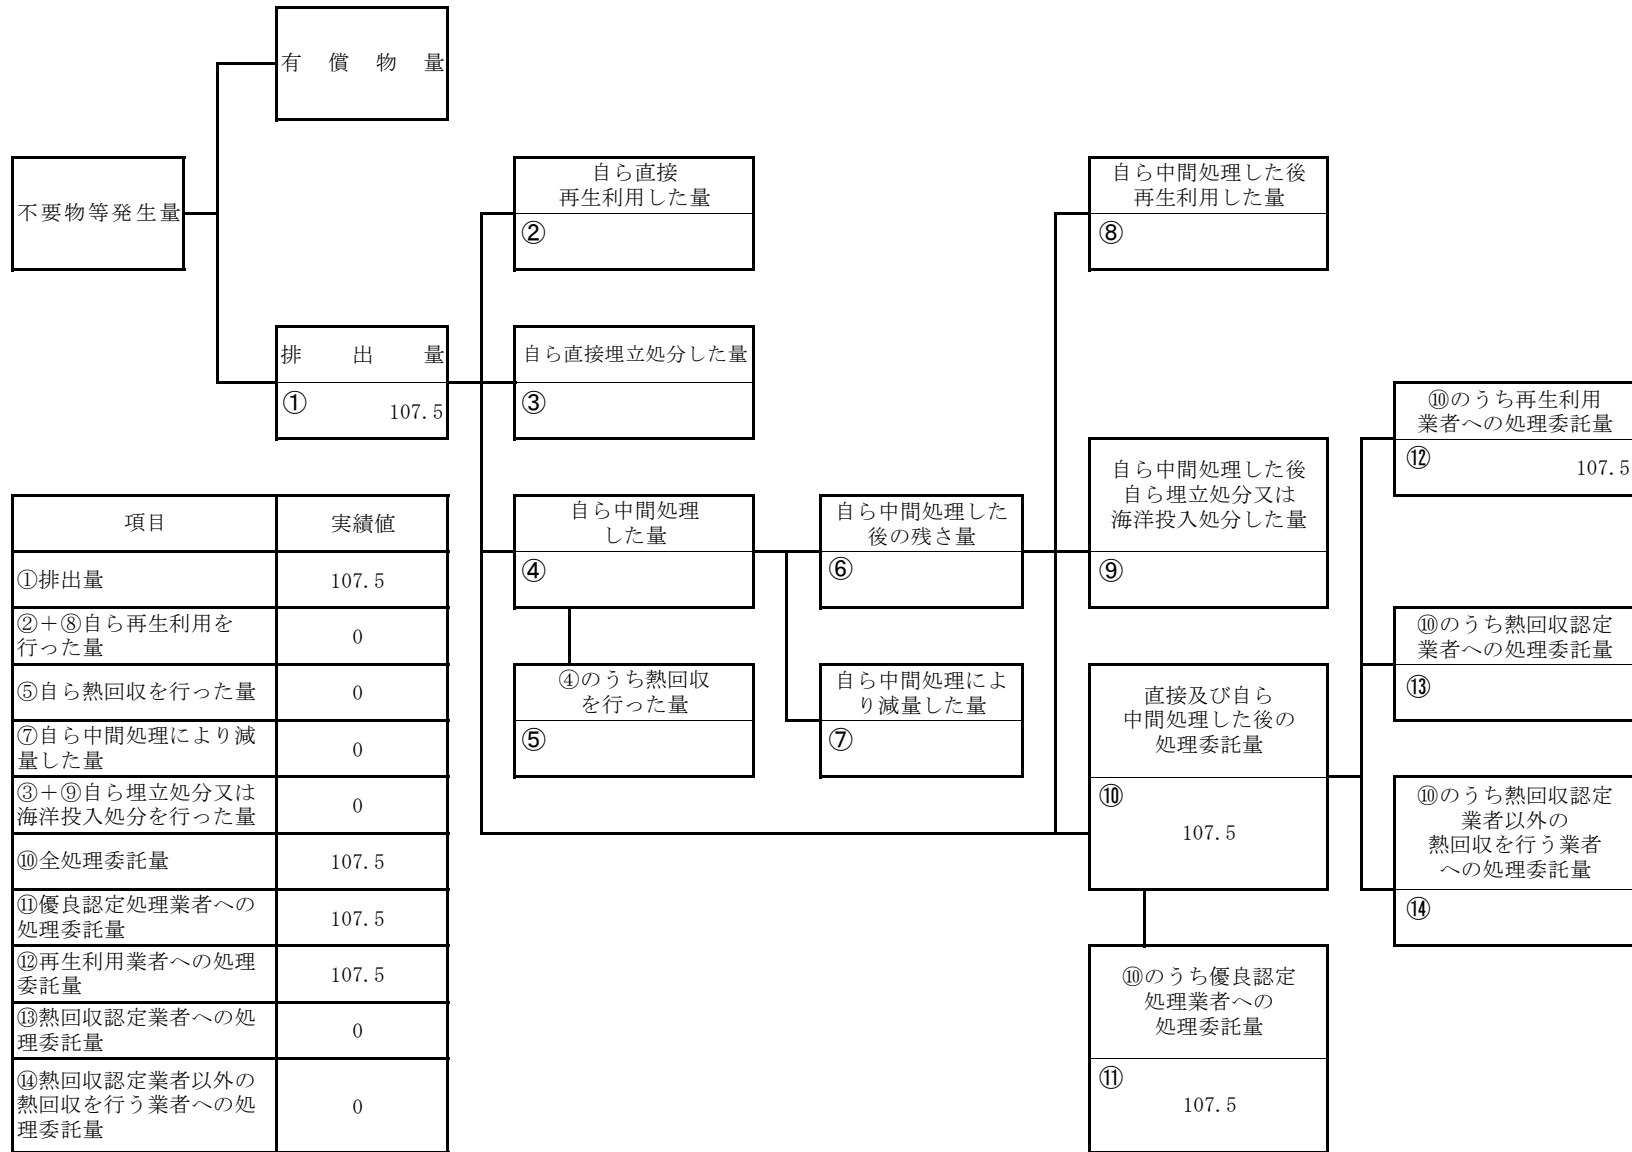 有償物量
不要物等発生量
排出量
① 107.5
自ら直接
再生利用した量
②
自ら直接埋立処分した量
③
自ら中間処理
した量
④
④のうち熱回収
を行った量
⑤
自ら中間処理した
後の残さ量
⑥
自ら中間処理によ
り減量した量
⑦
自ら中間処理した後
再生利用した量
⑧
自ら中間処理した後
自ら埋立処分又は
海洋投入処分した量
⑨
直接及び自ら
中間処理した後の
処理委託量
⑩
107.5
⑩のうち優良認定
処理業者への
処理委託量
⑪
107.5
⑩のうち再生利用
業者への処理委託量
⑫ 107.5
⑩のうち熱回収認定
業者への処理委託量
⑬
⑩のうち熱回収認定
業者以外の
熱回収を行う業者
への処理委託量
⑭
項目 実績値
①排出量 107.5
②＋⑧自ら再生利用を
行った量 0
⑤自ら熱回収を行った量 0
⑦自ら中間処理により減
量した量 0
③＋⑨自ら埋立処分又は
海洋投入処分を行った量 0
⑩全処理委託量 107.5
⑪優良認定処理業者への
処理委託量 107.5
⑫再生利用業者への処理
委託量 107.5
⑬熱回収認定業者への処
理委託量 0
⑭熱回収認定業者以外の
熱回収を行う業者への処
理委託量 0